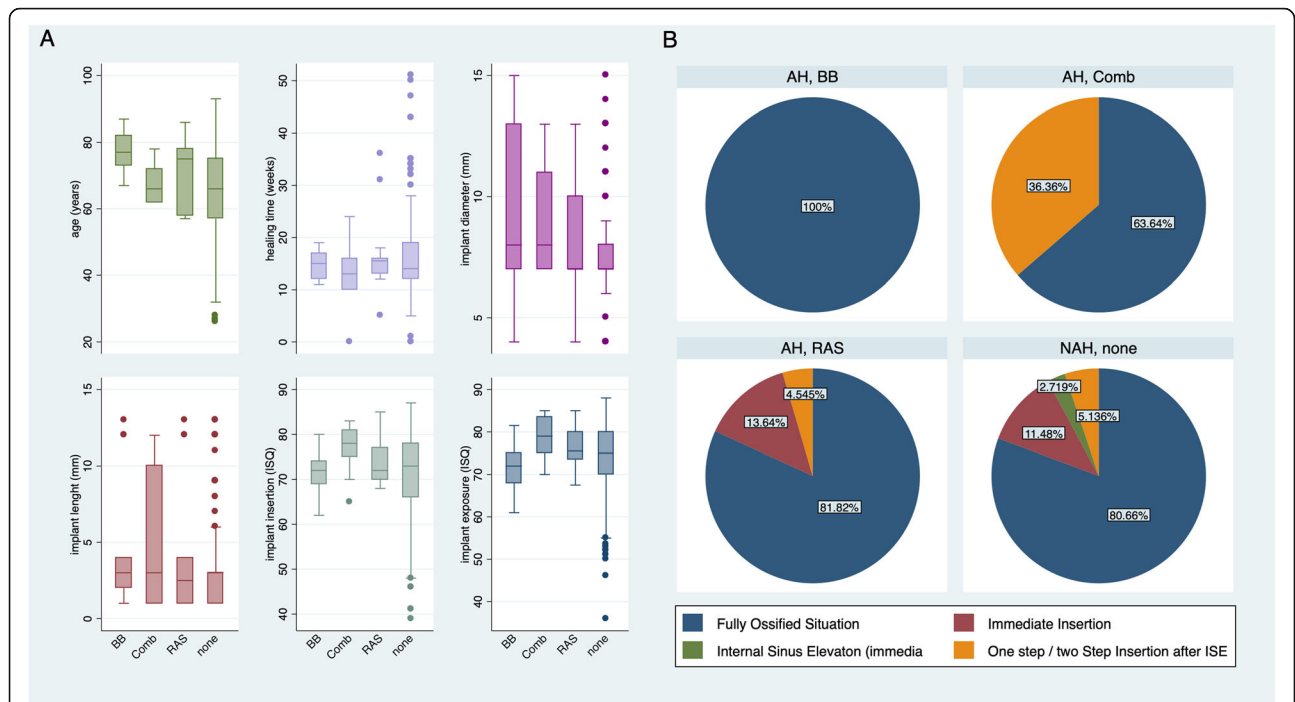 A
age (years)
100
80
60
40
20
healing time (weeks)
50
40
30
20
10
0
implant diameter (mm)
15
10
5
implant lenght (mm)
15
10
5
0
BB
Comb
RAS
none
implant insertion (ISQ)
90
80
70
60
50
40
BB
Comb
RAS
none
implant exposure (ISQ)
90
80
70
60
50
40
BB
Comb
RAS
none
B
AH, BB
100%
AH, Comb
36.36%
63.64%
AH, RAS
4.545%
13.64%
81.82%
NAH, none
2.719%
5.136%
11.48%
80.66%
Fully Ossified Situation
Immediate Insertion
Internal Sinus Elevaton (immedia
One step / two Step Insertion after ISE